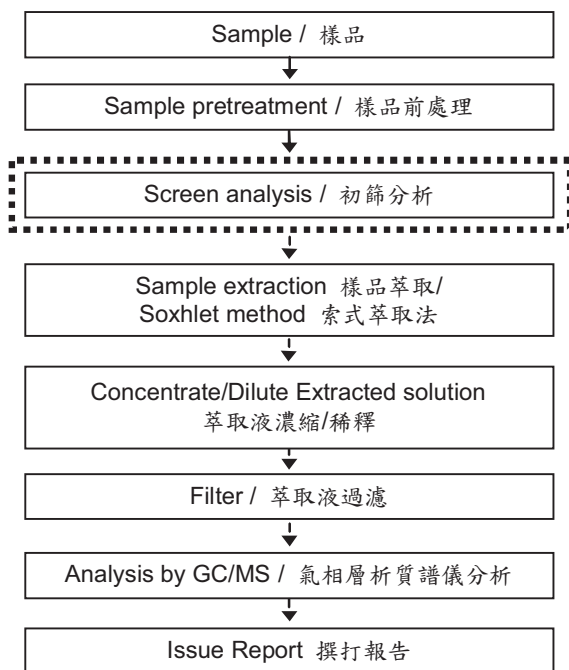 Sample / 樣品
Sample pretreatment / 樣品前處理
Screen analysis / 初篩分析
Sample extraction 樣品萃取/
Soxhlet method 索式萃取法
Concentrate/Dilute Extracted solution
萃取液濃縮/稀釋
Filter / 萃取液過濾
Analysis by GC/MS / 氣相層析質譜儀分析
Issue Report 撰打報告